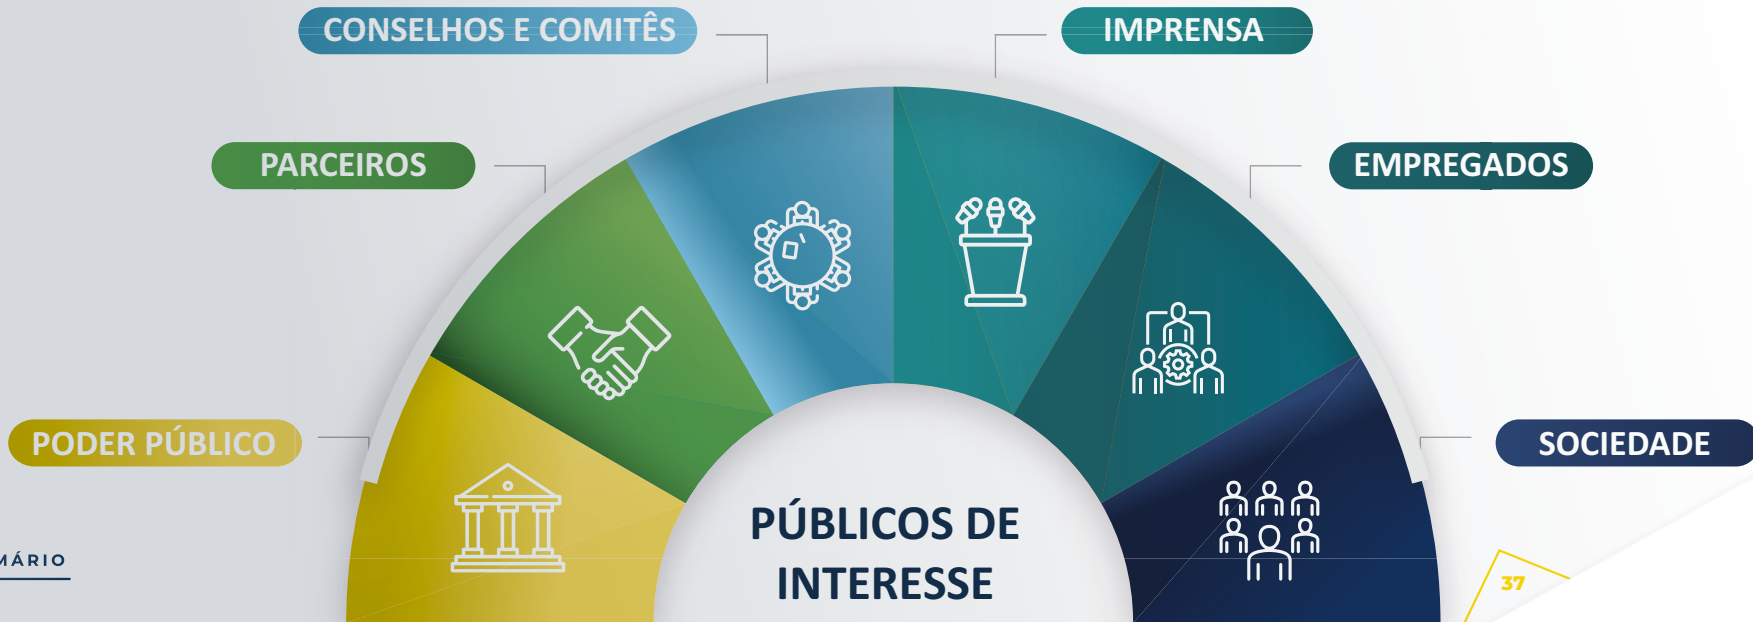 CONSELHOS E COMITÊS
IMPRENSA
PARCEIROS
EMPREGADOS
PODER PÚBLICO
SOCIEDADE
PÚBLICOS DE
INTERESSE
MÁRIO
37